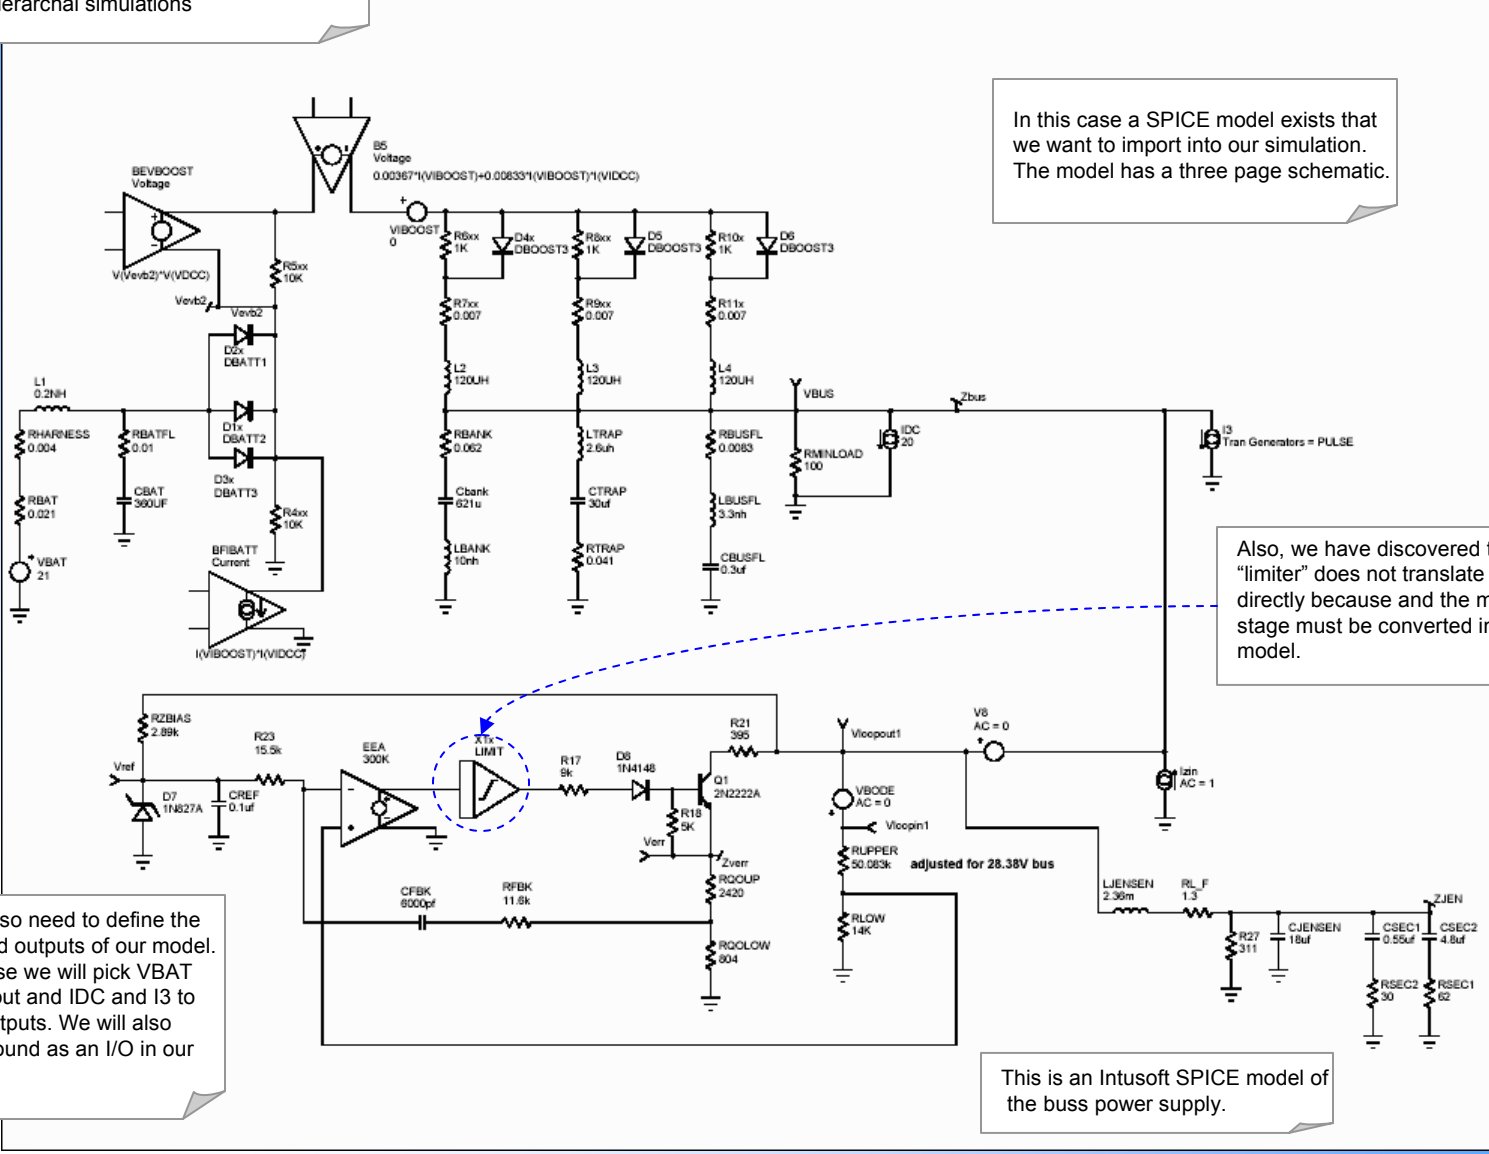 erarchal simulations
In this case a SPICE model exists that
we want to import into our simulation.
The model has a three page schematic.
B5
Voltage
0.00367*I(VIBOOST)+0.00833*I(VIBOOST)*I(VIDCC)
BEVBOOST
Voltage
V(Vevb2)*V(VDCC)
VIBOOST
0
R6xx
1K
D4x
DBOOST3
R8xx
1K
D5
DBOOST3
R10x
1K
D6
DBOOST3
R5xx
10K
Vevb2
Vevb2
R7xx
0.007
R9xx
0.007
R11x
0.007
D2x
DBATT1
L2
120UH
L3
120UH
L4
120UH
L1
0.2NH
VBUS
Zbus
RHARNESS
0.004
RBATFL
0.01
D1x
DBATT2
RBANK
0.062
LTRAP
2.6uh
RBUSFL
0.0083
RMINLOAD
100
IDC
20
I3
Tran Generators = PULSE
RBAT
0.021
CBAT
360UF
D3x
DBATT3
Cbank
621u
CTRAP
30uf
LBUSFL
3.3nh
R4xx
10K
VBAT
21
BFIBATT
Current
LBANK
10nh
RTRAP
0.041
CBUSFL
0.3uf
I(VIBOOST)*I(VIDCC)
Also, we have discovered t
“limiter” does not translate
directly because and the m
stage must be converted in
model.
RZBIAS
2.89k
R23
15.5k
EEA
300K
X1x
LIMIT
R17
9k
D8
1N4148
R21
395
Vloopout1
V8
AC = 0
Vref
D7
1N827A
CREF
0.1uf
Q1
2N2222A
R18
5K
VBODE
AC = 0
Izin
AC = 1
Vloopin1
Verr
Zverr
RUPPER
50.083k
adjusted for 28.38V bus
CFBK
6000pf
RFBK
11.6k
RQOUP
2420
LJENSEN
2.36m
RL_F
1.3
ZJEN
RLOW
14K
R27
311
CJENSEN
18uf
CSEC1
0.55uf
CSEC2
4.8uf
RQOLOW
804
RSEC2
30
RSEC1
62
so need to define the
d outputs of our model.
se we will pick VBAT
out and IDC and I3 to
tputs. We will also
ound as an I/O in our
This is an Intusoft SPICE model of
the buss power supply.